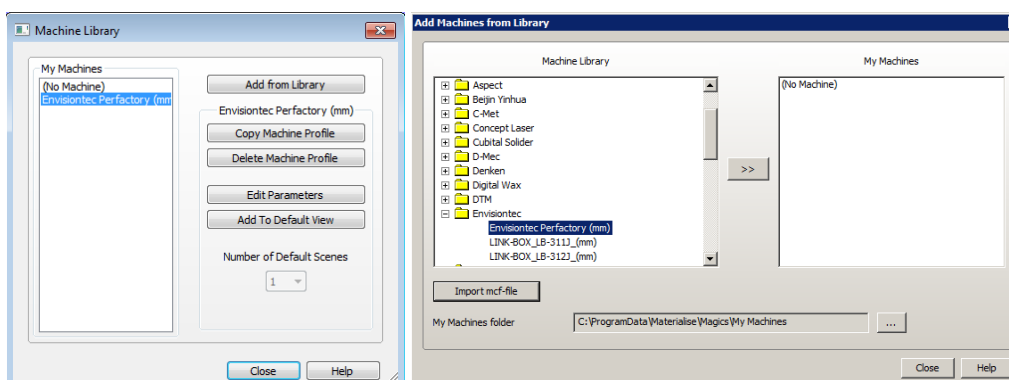 Machine Library
My Machines
(No Machine)
Envisiontec Perfactory (mm
Add from Library
Envisiontec Perfactory (mm)
Copy Machine Profile
Delete Machine Profile
Edit Parameters
Add To Default View
Number of Default Scenes
1
Close
Help
Add Machines from Library
Machine Library
My Machines
Aspect
Beijin Yinhua
C-Met
Concept Laser
Cubital Solider
D-Mec
Denken
Digital Wax
DTM
Envisiontec
Envisiontec Perfactory (mm)
LINK-BOX_LB-311J_(mm)
LINK-BOX_LB-312J_(mm)
>>
(No Machine)
Import mcf-file
My Machines folder
C:\ProgramData\Materialise\Magics\My Machines
...
Close
Help